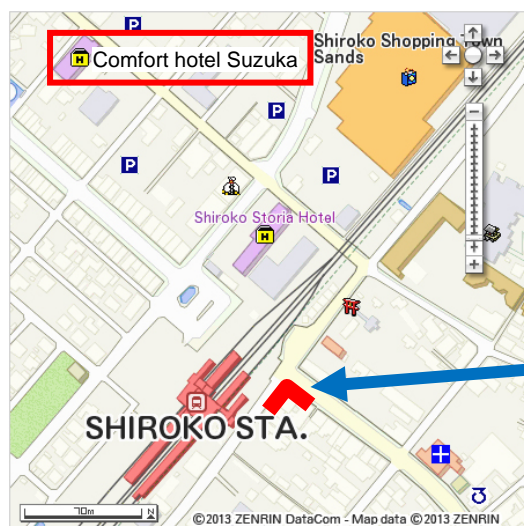 P
Shiroko Shopping Town
Sands
H Comfort hotel Suzuka
P
P
P
Shiroko Storia Hotel
H
SHIROKO STA.
70m
N
©2013 ZENRIN DataCom - Map data ©2013 ZENRIN